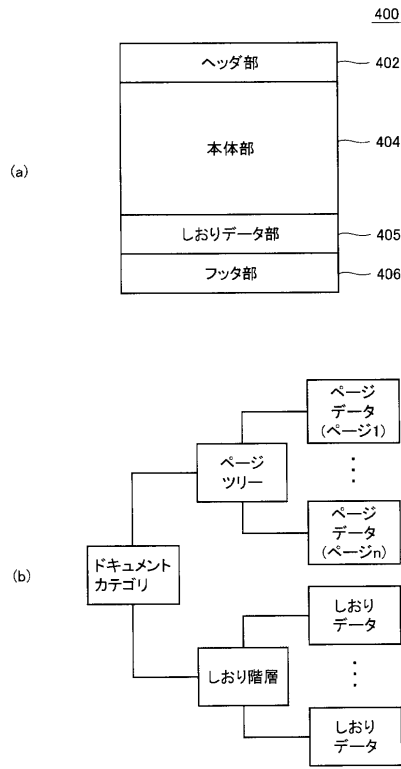 400
ヘッダ部
402
本体部
404
(a)
しおりデータ部
405
フッタ部
406
ページ
データ
(ページ1)
ページ
ツリー
ページ
データ
(ページn)
ドキュメント
カテゴリ
(b)
しおり
データ
しおり階層
しおり
データ